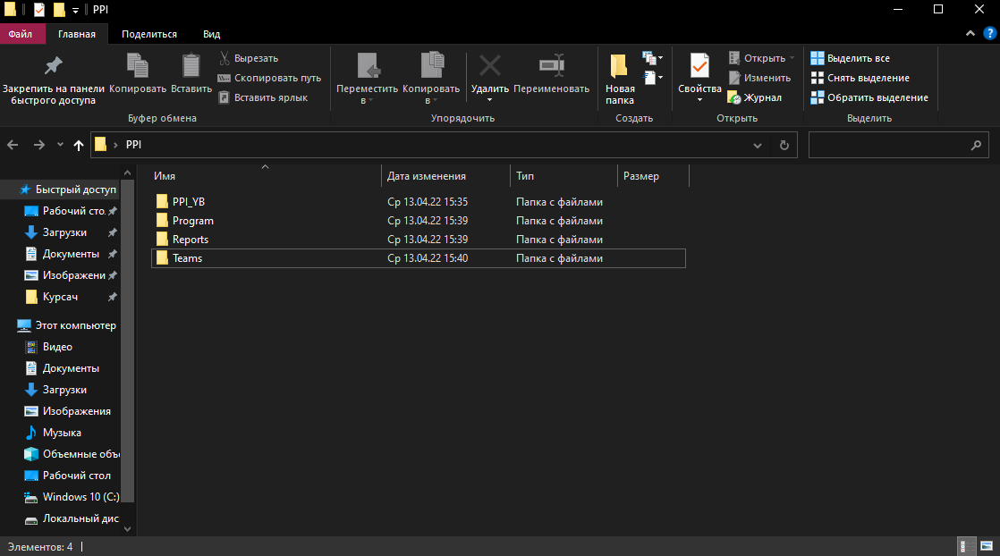 PPI
Файл Главная Поделиться Вид
Закрепить на панели быстрого доступа
Копировать
Вставить
Вырезать
Скопировать путь
Вставить ярлык
Буфер обмена
Переместить в
Копировать в
Удалить
Переименовать
Упорядочить
Новая папка
Создать
Свойства
Открыть
Изменить
Журнал
Открыть
Выделить все
Снять выделение
Обратить выделение
Выделить
PPI
Быстрый доступ
Рабочий сто.
Загрузки
Документы
Изображени
Курсач
Этот компьютер
Видео
Документы
Загрузки
Изображения
Музыка
Объемные объ
Рабочий стол
Windows 10 (C:)
Локальный дис
Имя Дата изменения Тип Размер
PPI_YB Ср 13.04.22 15:35 Папка с файлами
Program Ср 13.04.22 15:39 Папка с файлами
Reports Ср 13.04.22 15:39 Папка с файлами
Teams Ср 13.04.22 15:40 Папка с файлами
Элементов: 4